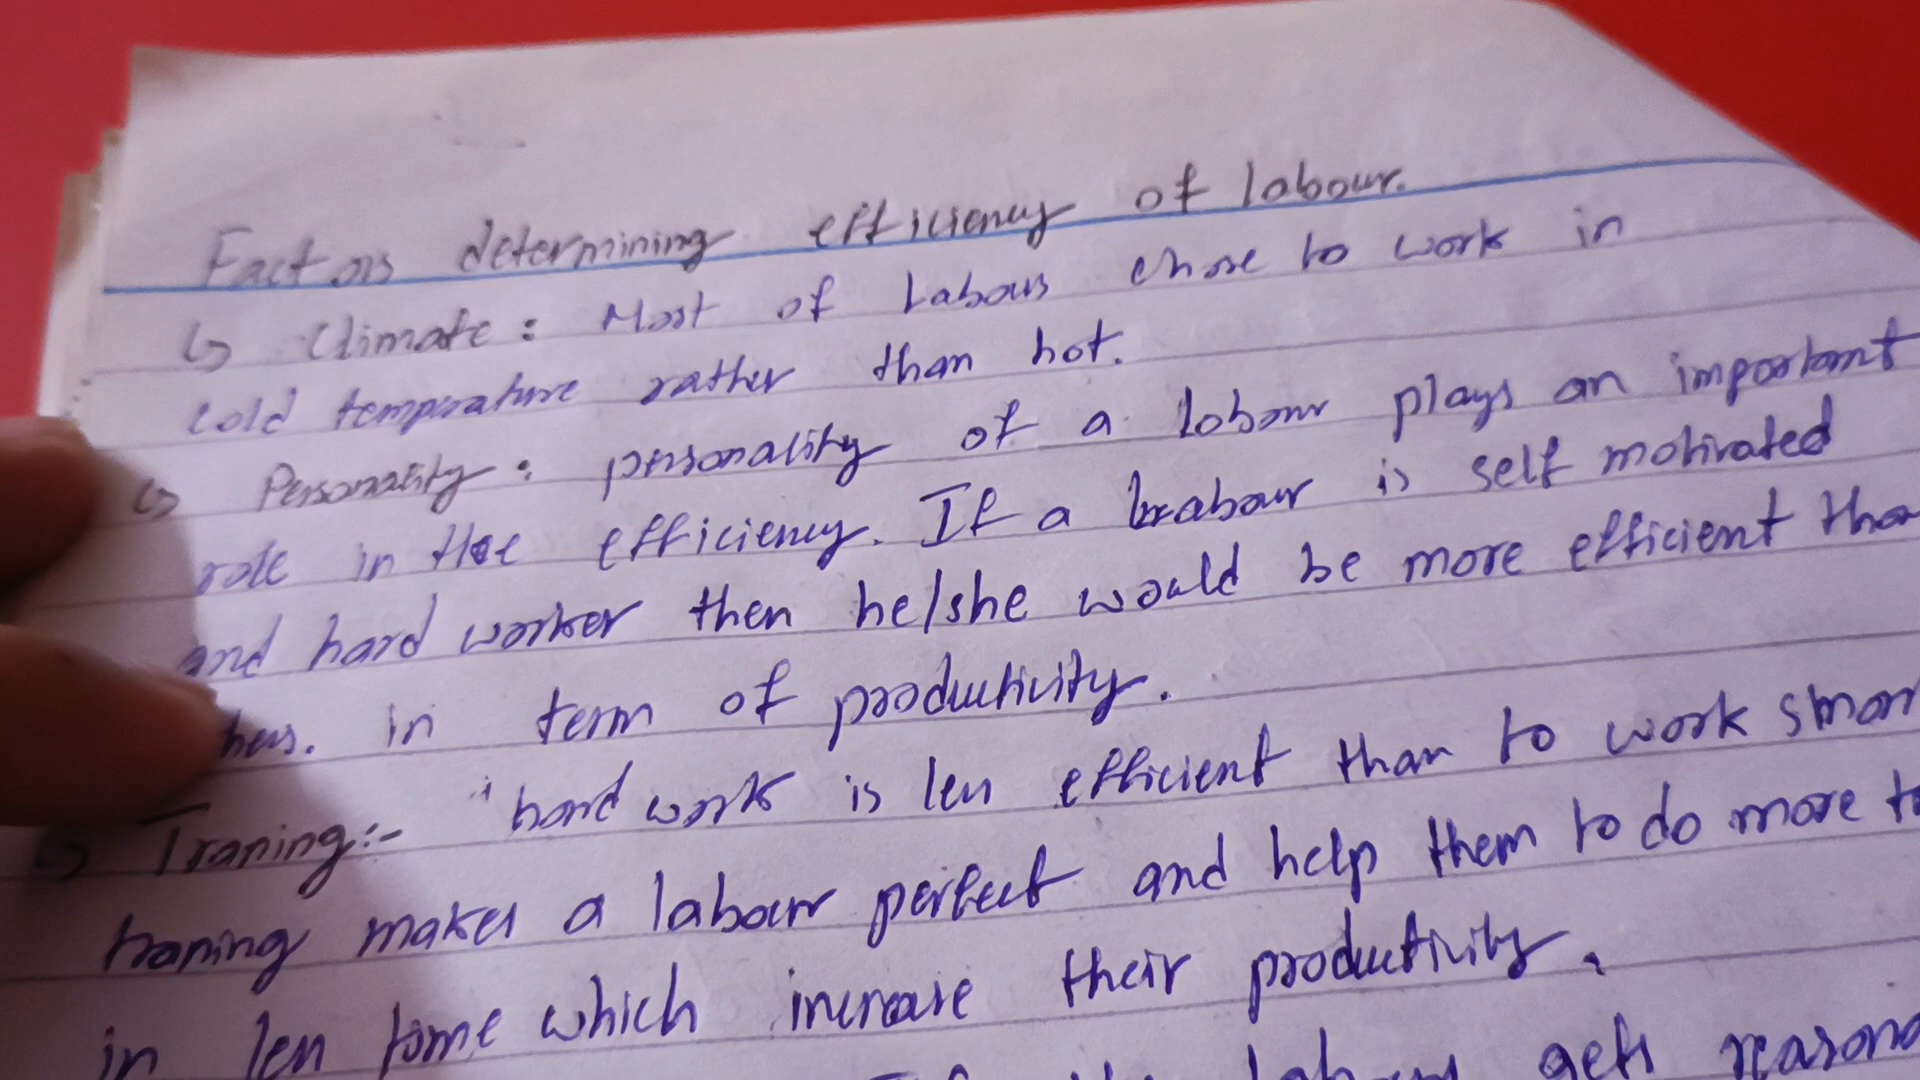 Factors determining efficiency of labour.
↳ Climate: Most of Labours chose to work in
cold temperature rather than hot.
↳ Personality: personality of a labour plays an important
role in the efficiency. If a labour is self motivated
and hard worker then he/she would be more efficient than
in term of productivity.
Traning:- "hard work is less efficient than to work smart
traning makes a labour perfect and help them to do more
in less time which increase their productivity.
gets